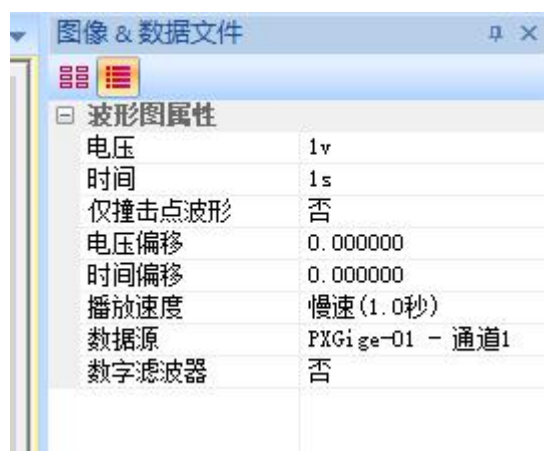 图像 & 数据文件
波形图属性
电压 1v
时间 1s
仅撞击点波形 否
电压偏移 0.000000
时间偏移 0.000000
播放速度 慢速(1.0秒)
数据源 PXGige-01 - 通道1
数字滤波器 否